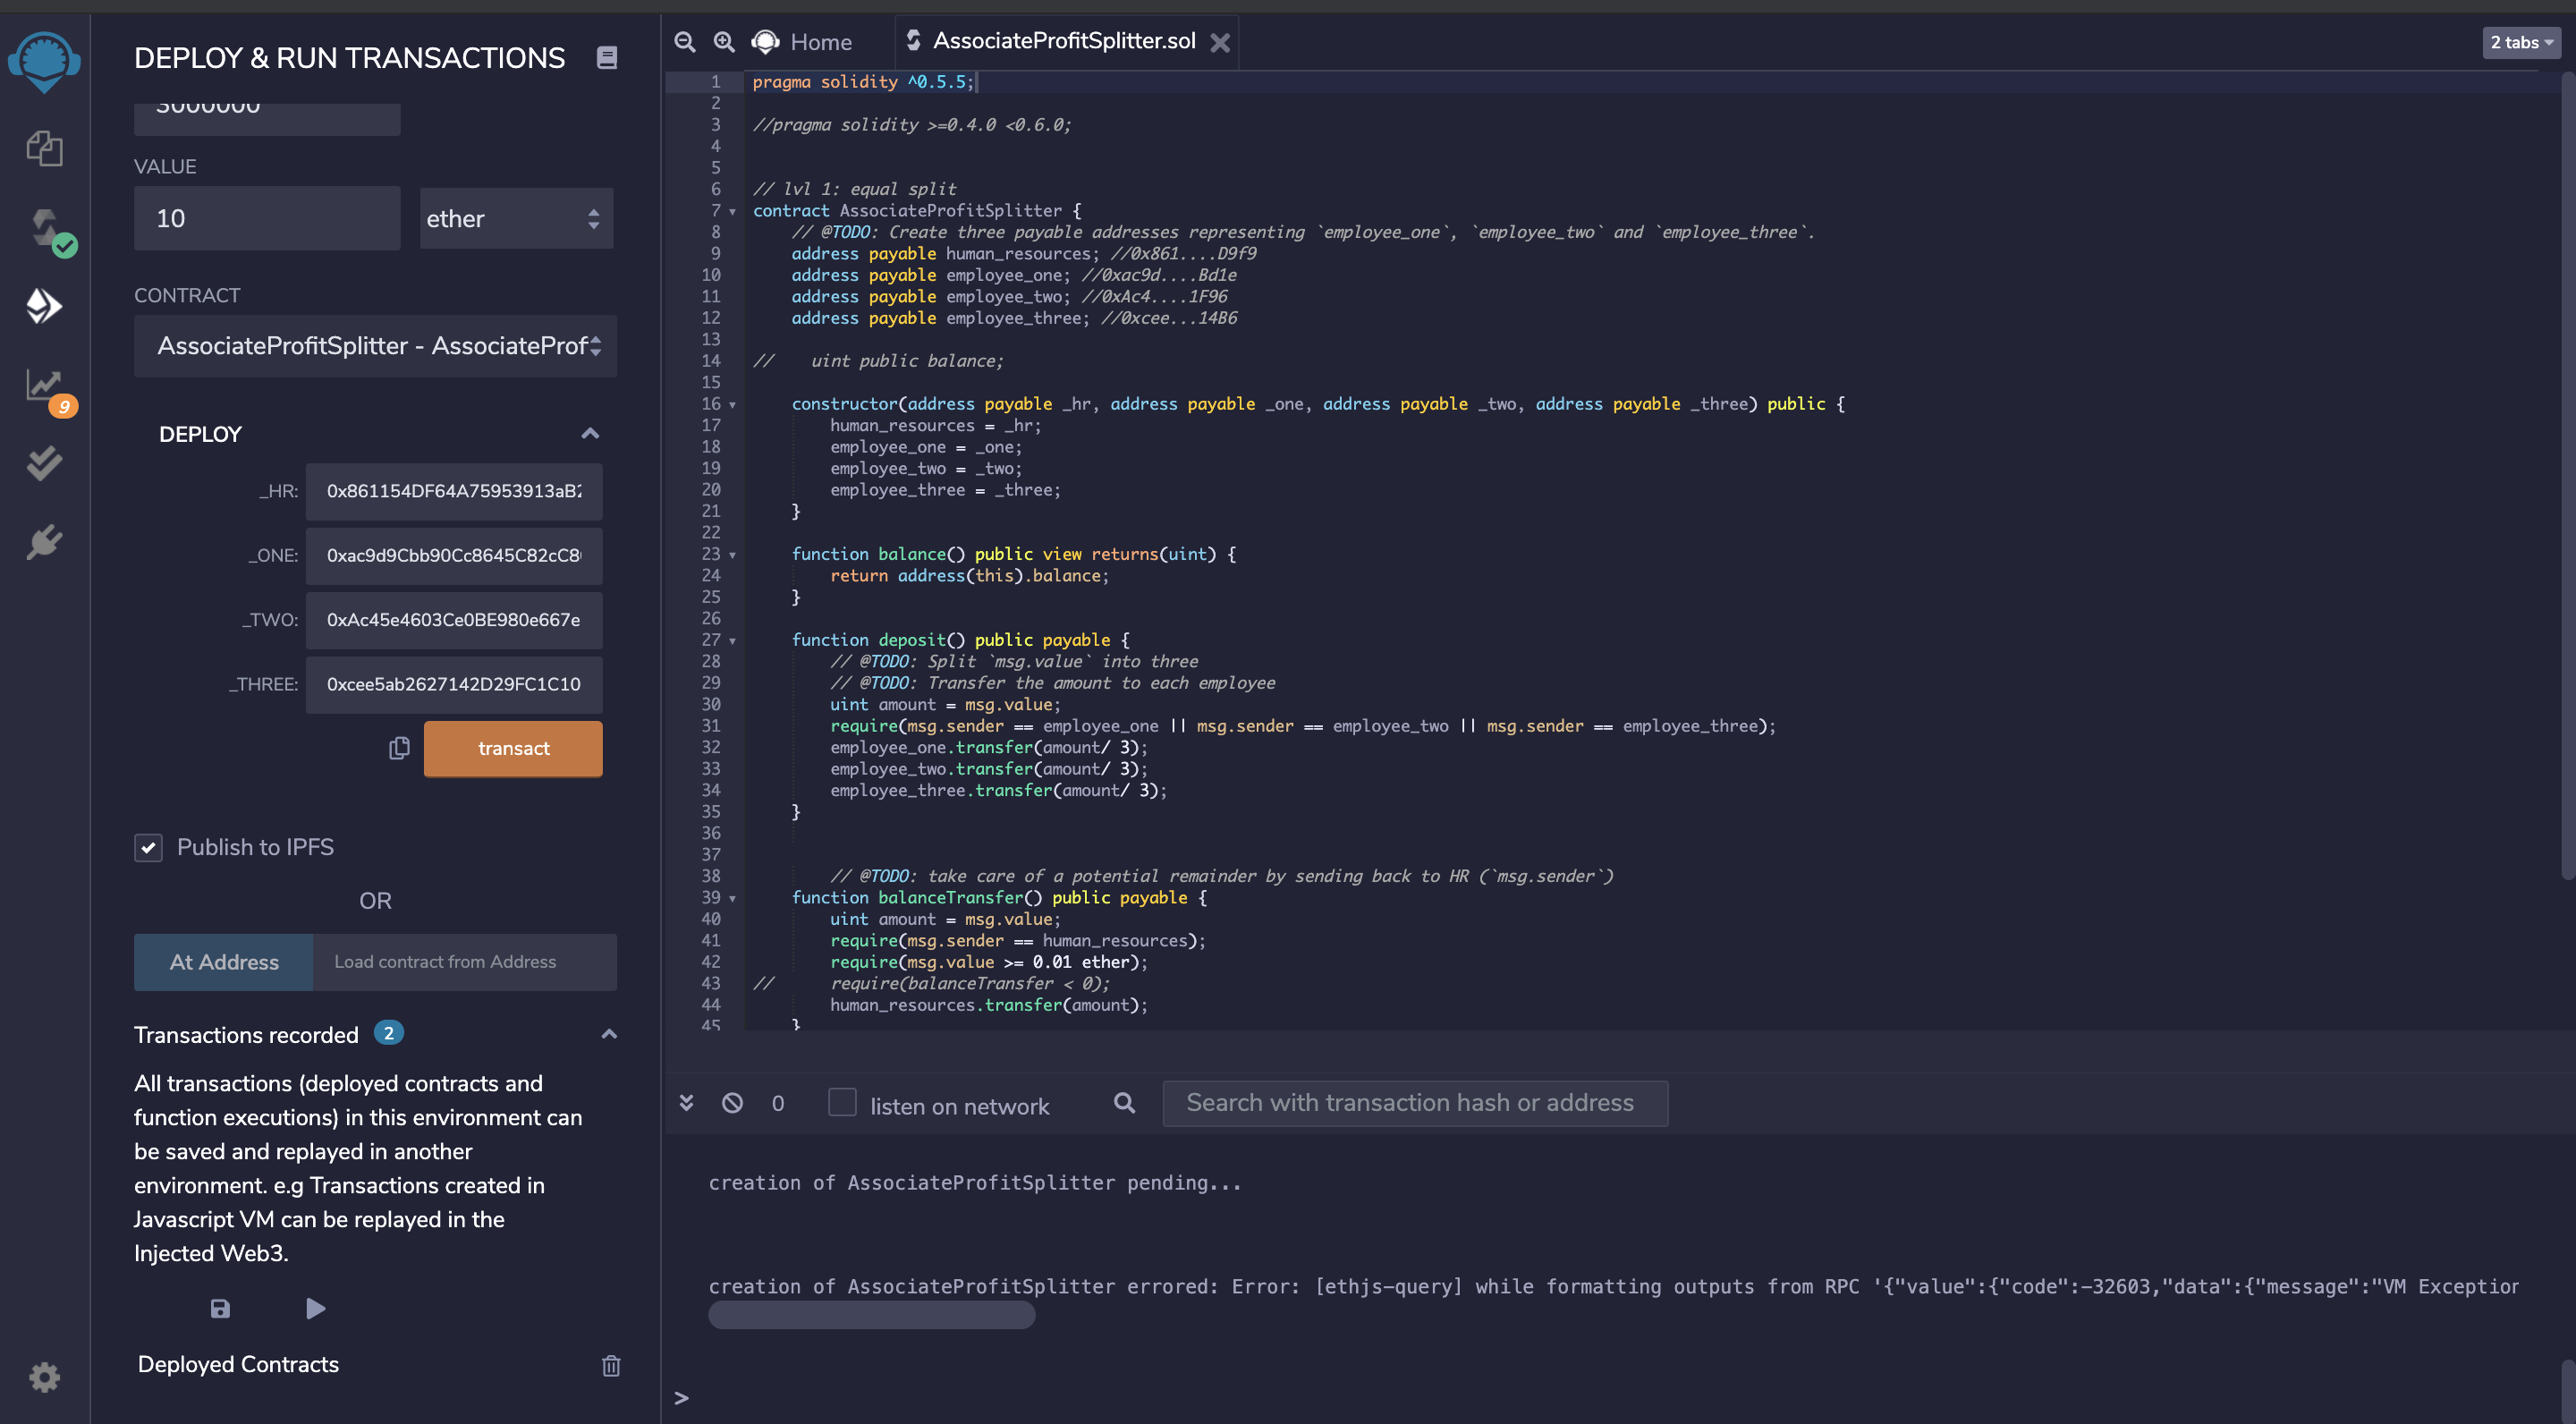 DEPLOY & RUN TRANSACTIONS
3000000
VALUE
10
ether
CONTRACT
AssociateProfitSplitter - AssociateProf
DEPLOY
_HR:
0x861154DF64A75953913aB2
_ONE:
0xac9d9Cbb90Cc8645C82cC8
_TWO:
0xAc45e4603Ce0BE980e667e
_THREE:
0xcee5ab2627142D29FC1C10
transact
Publish to IPFS
OR
At Address
Load contract from Address
Transactions recorded 2
All transactions (deployed contracts and
function executions) in this environment can
be saved and replayed in another
environment. e.g Transactions created in
Javascript VM can be replayed in the
Injected Web3.
Deployed Contracts
9
Home
AssociateProfitSplitter.sol
2 tabs
1 pragma solidity ^0.5.5;
2
3 //pragma solidity >=0.4.0 <0.6.0;
4
5
6 // lvl 1: equal split
7 contract AssociateProfitSplitter {
8 // @TODO: Create three payable addresses representing `employee_one`, `employee_two` and `employee_three`.
9 address payable human_resources; //0x861....D9f9
10 address payable employee_one; //0xac9d....Bd1e
11 address payable employee_two; //0xAc4....1F96
12 address payable employee_three; //0xcee...14B6
13
14 // uint public balance;
15
16 constructor(address payable _hr, address payable _one, address payable _two, address payable _three) public {
17 human_resources = _hr;
18 employee_one = _one;
19 employee_two = _two;
20 employee_three = _three;
21 }
22
23 function balance() public view returns(uint) {
24 return address(this).balance;
25 }
26
27 function deposit() public payable {
28 // @TODO: Split `msg.value` into three
29 // @TODO: Transfer the amount to each employee
30 uint amount = msg.value;
31 require(msg.sender == employee_one || msg.sender == employee_two || msg.sender == employee_three);
32 employee_one.transfer(amount/ 3);
33 employee_two.transfer(amount/ 3);
34 employee_three.transfer(amount/ 3);
35 }
36
37
38 // @TODO: take care of a potential remainder by sending back to HR (`msg.sender`)
39 function balanceTransfer() public payable {
40 uint amount = msg.value;
41 require(msg.sender == human_resources);
42 require(msg.value >= 0.01 ether);
43 // require(balanceTransfer < 0);
44 human_resources.transfer(amount);
45 }
0
listen on network
Search with transaction hash or address
creation of AssociateProfitSplitter pending...
creation of AssociateProfitSplitter errored: Error: [ethjs-query] while formatting outputs from RPC '{"value":{"code":-32603,"data":{"message":"VM Exception
>